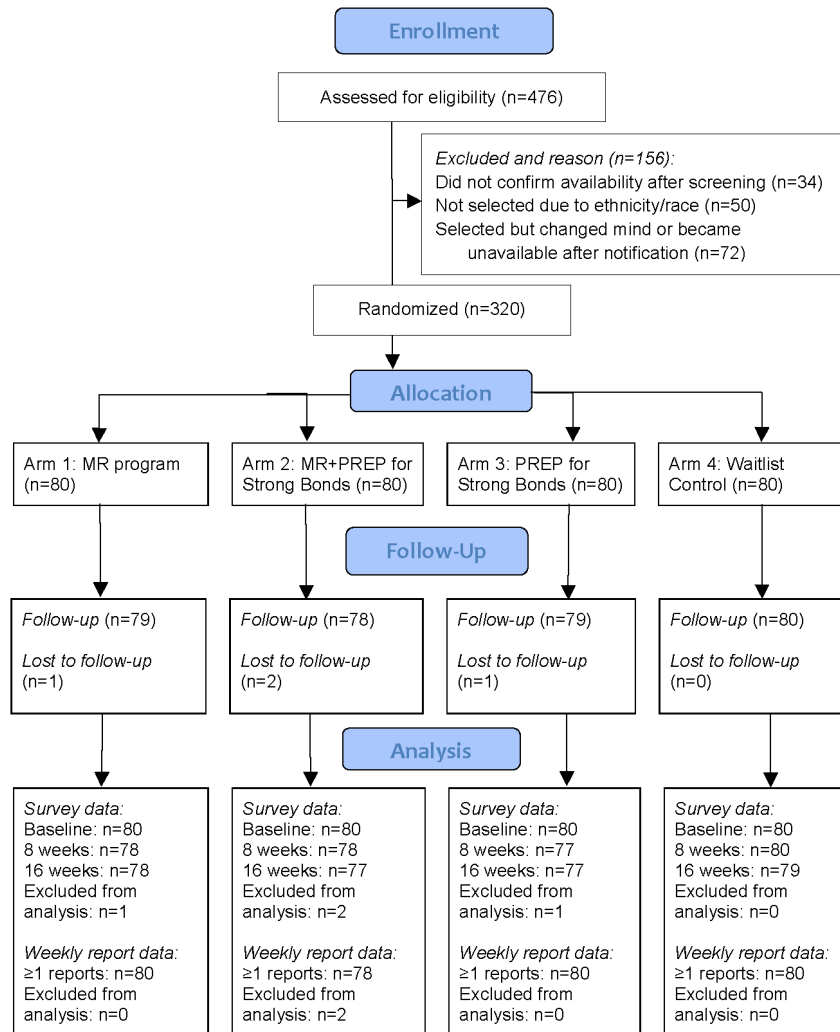 Enrollment
Assessed for eligibility (n=476)
Excluded and reason (n=156):
Did not confirm availability after screening (n=34)
Not selected due to ethnicity/race (n=50)
Selected but changed mind or became
unavailable after notification (n=72)
Randomized (n=320)
Allocation
Arm 1: MR program
(n=80)
Arm 2: MR+PREP for
Strong Bonds (n=80)
Arm 3: PREP for
Strong Bonds (n=80)
Arm 4: Waitlist
Control (n=80)
Follow-Up
Follow-up (n=79)
Lost to follow-up
(n=1)
Follow-up (n=78)
Lost to follow-up
(n=2)
Follow-up (n=79)
Lost to follow-up
(n=1)
Follow-up (n=80)
Lost to follow-up
(n=0)
Analysis
Survey data:
Baseline: n=80
8 weeks: n=78
16 weeks: n=78
Excluded from
analysis: n=1
Weekly report data:
≥1 reports: n=80
Excluded from
analysis: n=0
Survey data:
Baseline: n=80
8 weeks: n=78
16 weeks: n=77
Excluded from
analysis: n=2
Weekly report data:
≥1 reports: n=78
Excluded from
analysis: n=2
Survey data:
Baseline: n=80
8 weeks: n=77
16 weeks: n=77
Excluded from
analysis: n=1
Weekly report data:
≥1 reports: n=80
Excluded from
analysis: n=0
Survey data:
Baseline: n=80
8 weeks: n=80
16 weeks: n=79
Excluded from
analysis: n=0
Weekly report data:
≥1 reports: n=80
Excluded from
analysis: n=0